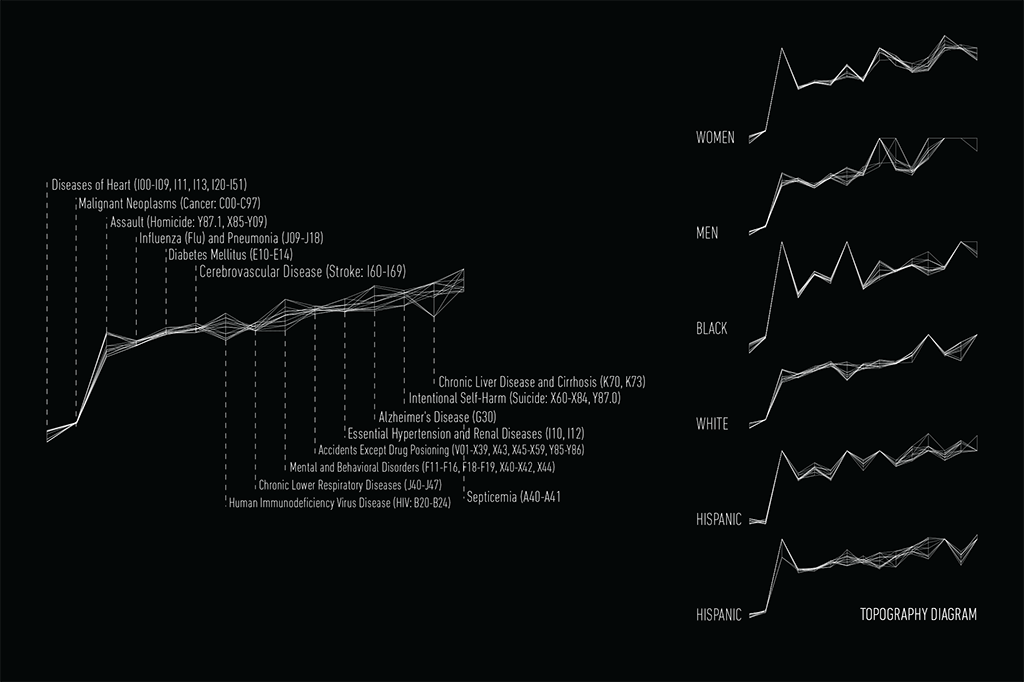 Diseases of Heart (I00-I09, I11, I13, I20-I51)
Malignant Neoplasms (Cancer: C00-C97)
Assault (Homicide: Y87.1, X85-Y09)
Influenza (Flu) and Pneumonia (J09-J18)
Diabetes Mellitus (E10-E14)
Cerebrovascular Disease (Stroke: I60-I69)
Chronic Liver Disease and Cirrhosis (K70, K73)
Intentional Self-Harm (Suicide: X60-X84, Y87.0)
Alzheimer's Disease (G30)
Essential Hypertension and Renal Diseases (I10, I12)
Accidents Except Drug Posioning (V01-X39, X43, X45-X59, Y85-Y86)
Mental and Behavioral Disorders (F11-F16, F18-F19, X40-X42, X44)
Chronic Lower Respiratory Diseases (J40-J47)
Septicemia (A40-A41
Human Immunodeficiency Virus Disease (HIV: B20-B24)
WOMEN
MEN
BLACK
WHITE
HISPANIC
HISPANIC
TOPOGRAPHY DIAGRAM